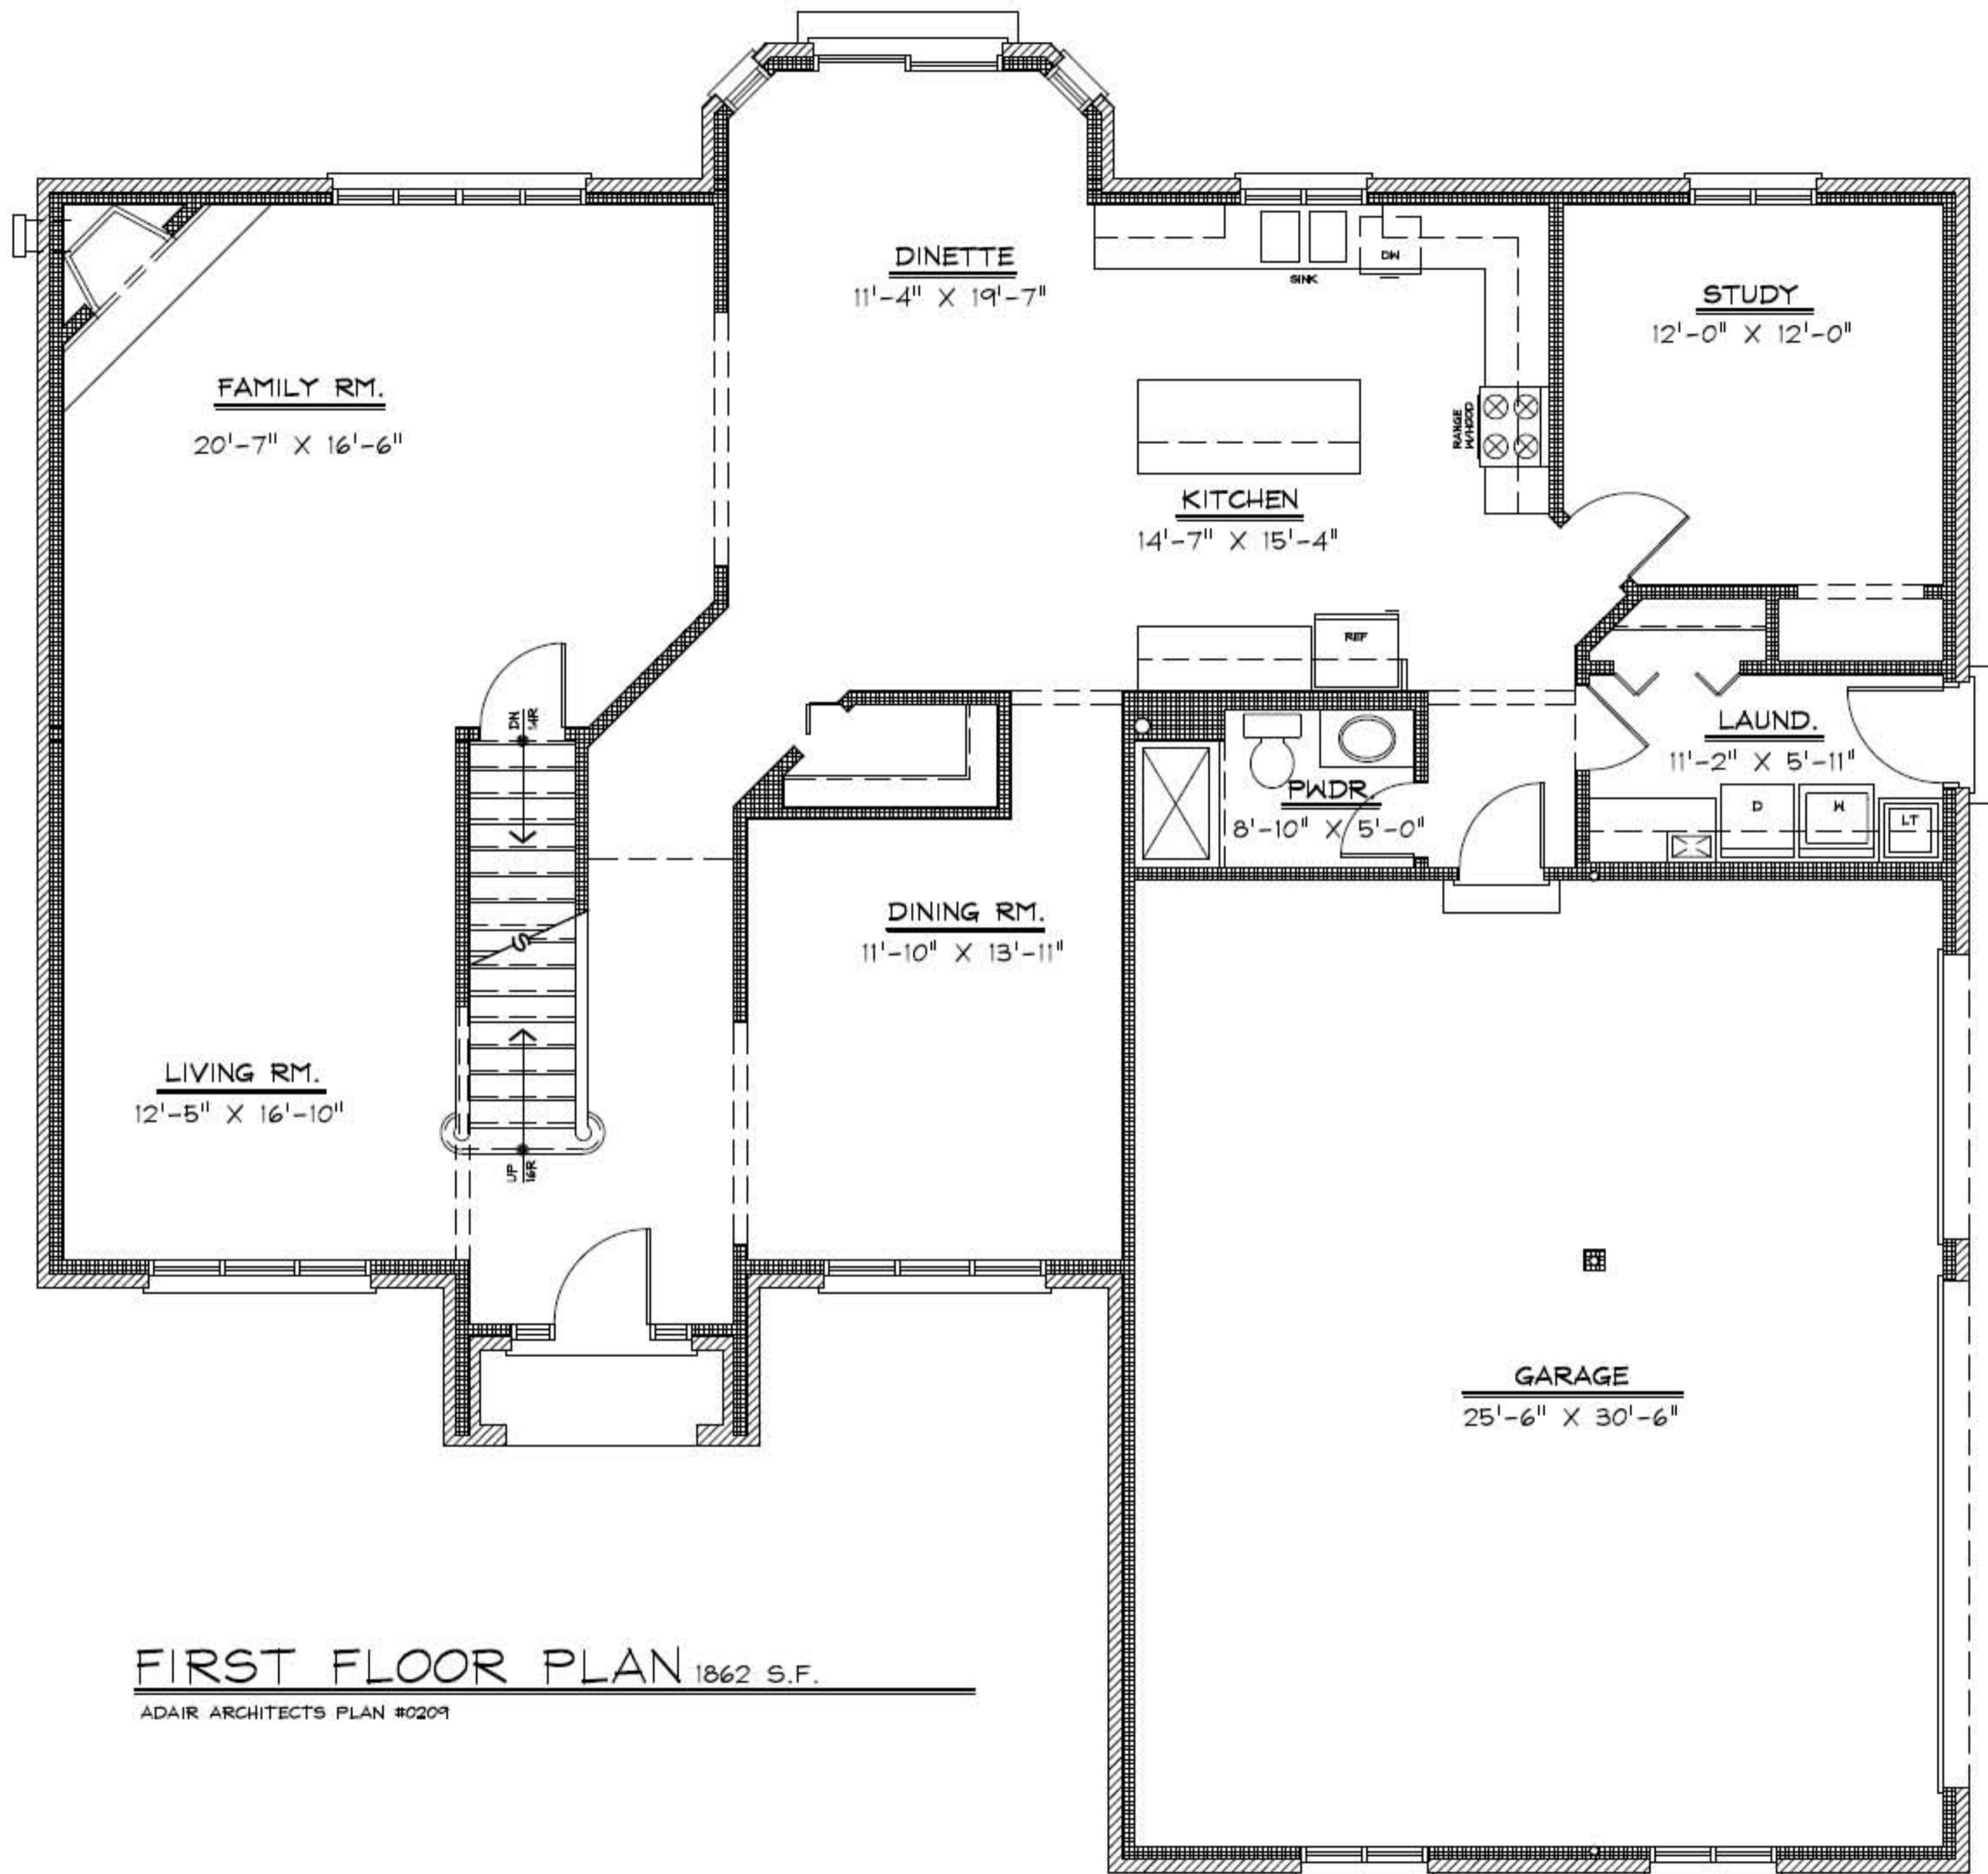 DINETTE
11'-4" X 19'-7"
SINK
DW
STUDY
12'-0" X 12'-0"
FAMILY RM.
20'-7" X 16'-6"
RANGE
W/HOOD
KITCHEN
14'-7" X 15'-4"
REF
DN
14R
LAUND.
11'-2" X 5'-11"
D
W
LT
PWDR.
8'-10" X 5'-0"
DINING RM.
11'-10" X 13'-11"
S
LIVING RM.
12'-5" X 16'-10"
UP
16R
GARAGE
25'-6" X 30'-6"
FIRST FLOOR PLAN 1862 S.F.
ADAIR ARCHITECTS PLAN #0209